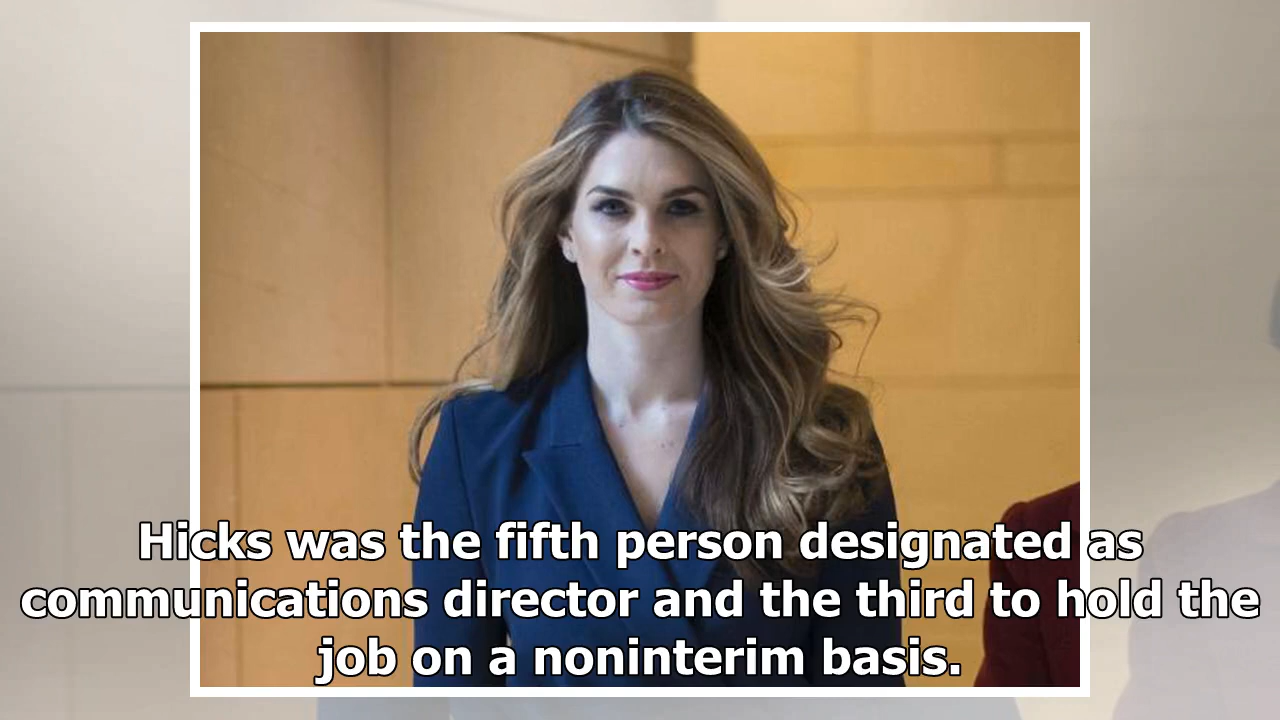 Hicks was the fifth person designated as
communications director and the third to hold the
job on a noninterim basis.